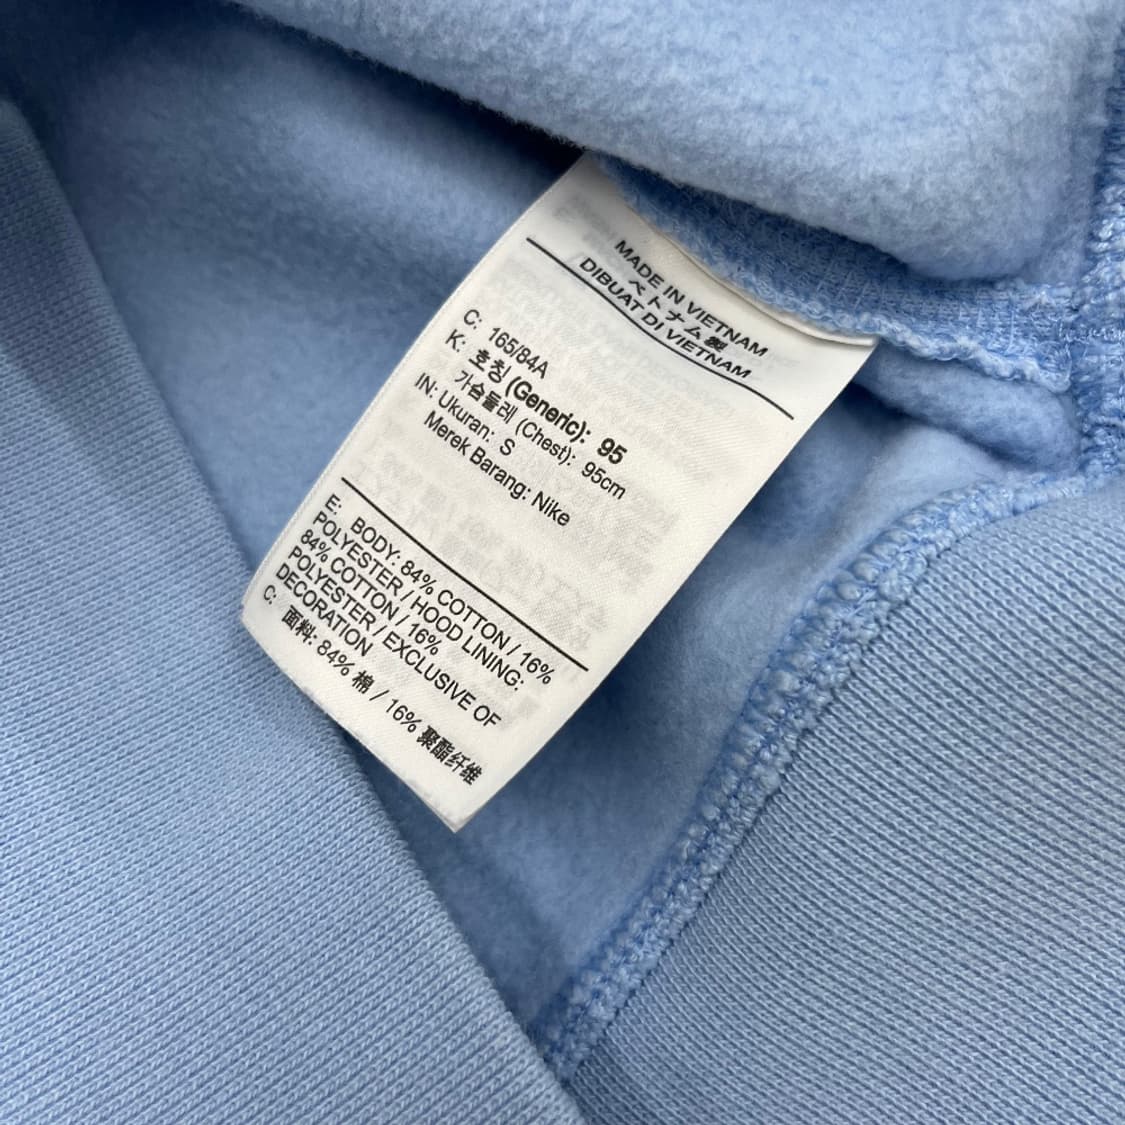 MADE IN VIETNAM
ベトナム製
DIBUAT DI VIETNAM
C: 165/84A
K: 호칭 (Generic): 95
가슴둘레 (Chest): 95cm
IN: Ukuran: S
Merek Barang: Nike
E: BODY: 84% COTTON / 16%
POLYESTER / HOOD LINING:
84% COTTON / 16%
POLYESTER / EXCLUSIVE OF
DECORATION
C: 面料: 84% 棉 / 16% 聚酯纤维